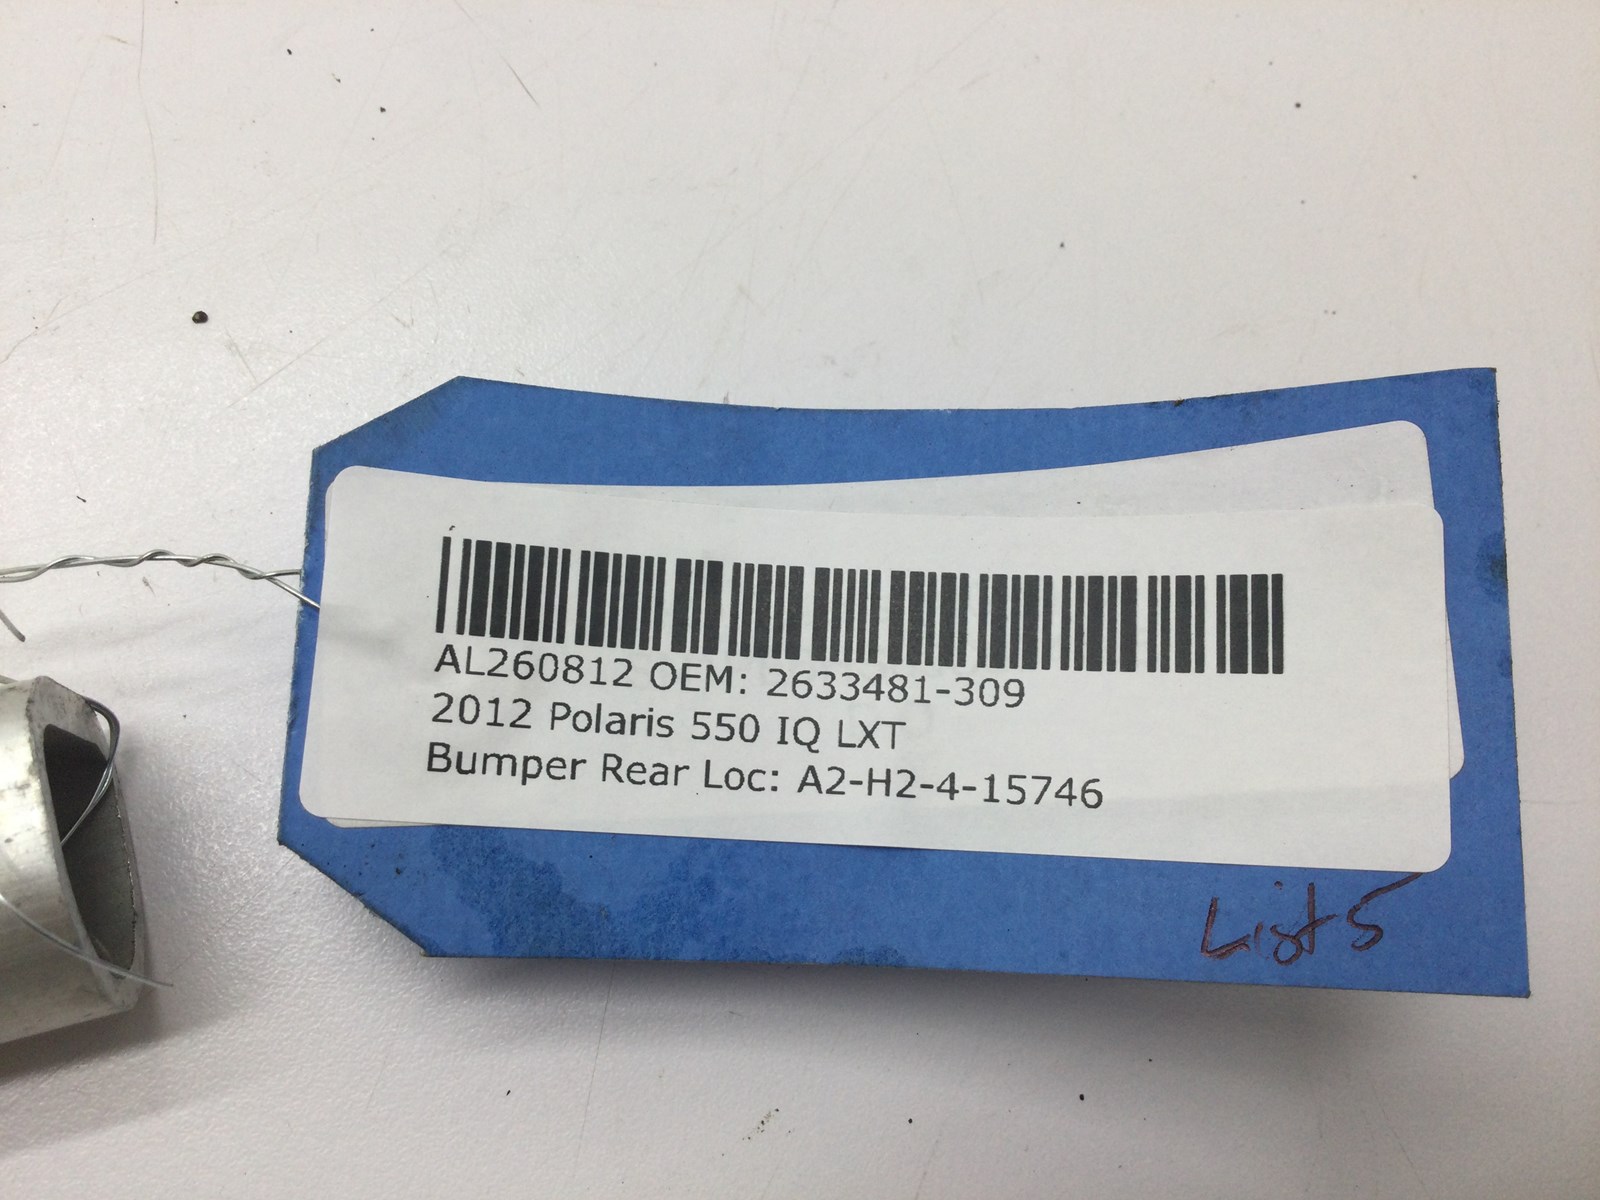 AL260812 OEM: 2633481-309
2012 Polaris 550 IQ LXT
Bumper Rear Loc: A2-H2-4-15746
List 5